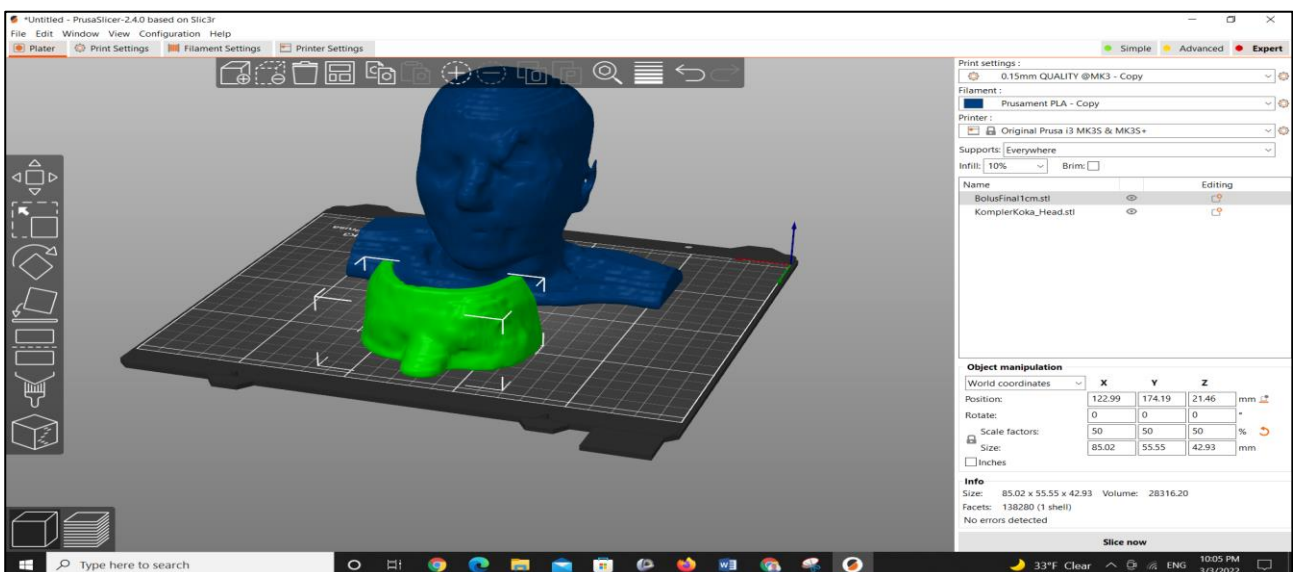 *Untitled - PrusaSlicer-2.4.0 based on Slic3r
File Edit Window View Configuration Help
Plater Print Settings Filament Settings Printer Settings Simple Advanced Expert
Print settings :
0.15mm QUALITY @MK3 - Copy
Filament :
Prusament PLA - Copy
Printer :
Original Prusa i3 MK3S & MK3S+
Supports: Everywhere
Infill: 10% Brim:
Name Editing
BolusFinal1cm.stl
KomplerKoka_Head.stl
Object manipulation
World coordinates X Y Z
Position: 122.99 174.19 21.46 mm
Rotate: 0 0 0 °
Scale factors: 50 50 50 %
Size: 85.02 55.55 42.93 mm
Inches
Info
Size: 85.02 x 55.55 x 42.93 Volume: 28316.20
Facets: 138280 (1 shell)
No errors detected
Slice now
Type here to search 33°F Clear ENG 10:05 PM
3/3/2022